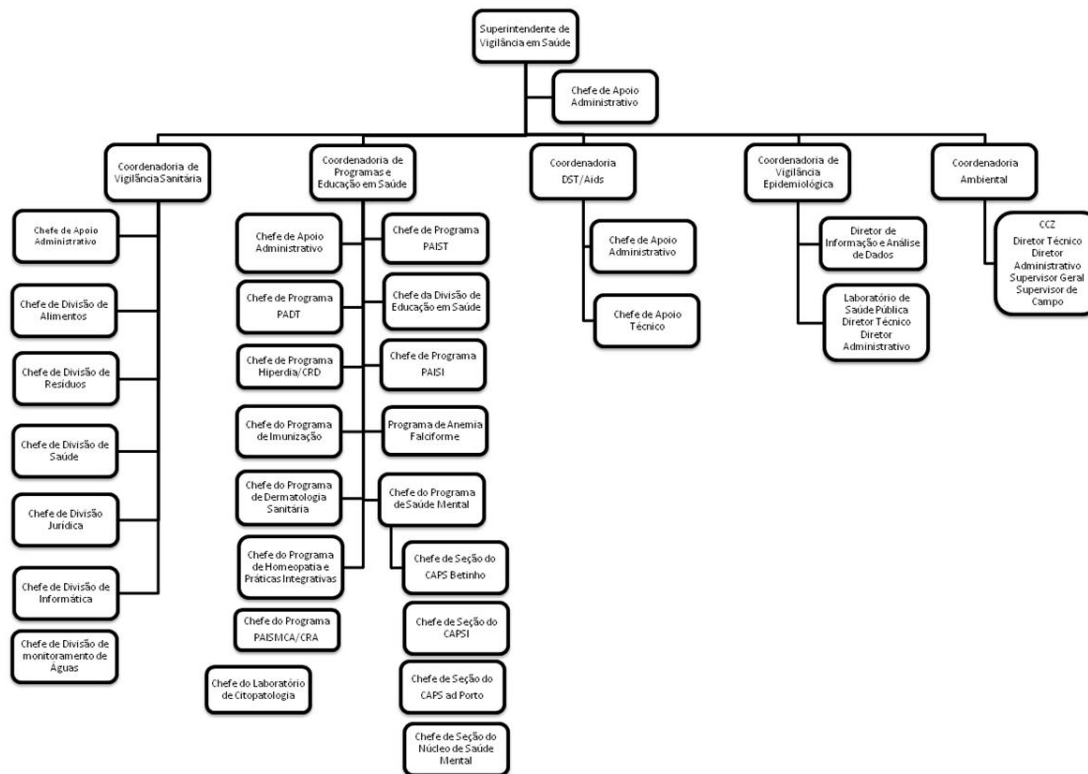 Superintendente de
Vigilância em Saúde
Chefe de Apoio
Administrativo
Coordenadoria de
Vigilância Sanitária
Chefe de Apoio
Administrativo
Chefe de Divisão de
Alimentos
Chefe de Divisão de
Resíduos
Chefe de Divisão de
Saúde
Chefe de Divisão
Jurídica
Chefe de Divisão de
Informática
Chefe de Divisão de
monitoramento de
Águas
Coordenadoria de
Programas e
Educação em Saúde
Chefe de Apoio
Administrativo
Chefe de Programa
PADT
Chefe de Programa
Hiperdia/CRD
Chefe do Programa
de Imunização
Chefe do Programa
de Dermatologia
Sanitária
Chefe do Programa
de Homeopatia e
Práticas Integrativas
Chefe do Programa
PAISMCA/CRA
Chefe do Laboratório
de Citopatologia
Chefe de Programa
PAIST
Chefe da Divisão de
Educação em Saúde
Chefe de Programa
PAISI
Programa de Anemia
Falciforme
Chefe do Programa
de Saúde Mental
Chefe de Seção do
CAPS Betinho
Chefe de Seção do
CAPSI
Chefe de Seção do
CAPS ad Porto
Chefe de Seção do
Núcleo de Saúde
Mental
Coordenadoria
DST/Aids
Chefe de Apoio
Administrativo
Chefe de Apoio
Técnico
Coordenadoria
de Vigilância
Epidemiológica
Diretor de
Informação e Análise
de Dados
Laboratório de
Saúde Pública
Diretor Técnico
Diretor
Administrativo
Coordenadoria
Ambiental
CCZ
Diretor Técnico
Diretor
Administrativo
Supervisor Geral
Supervisor de
Campo